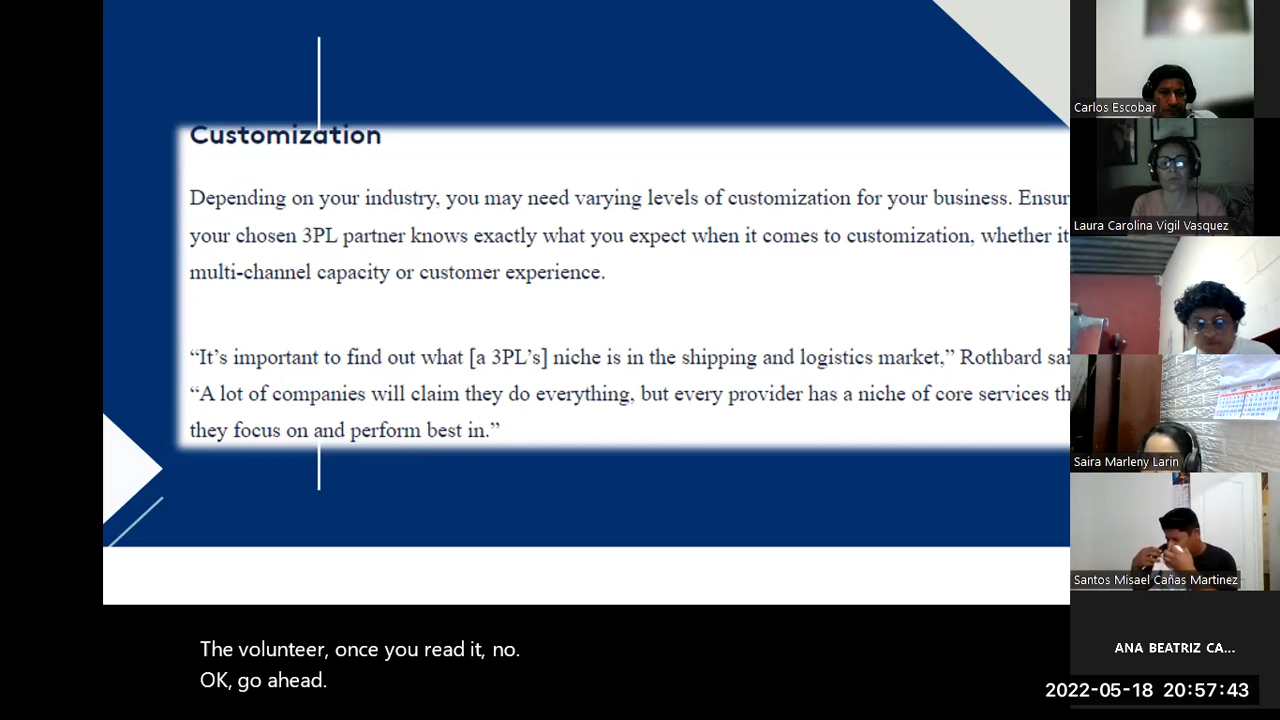 Customization
Depending on your industry, you may need varying levels of customization for your business. Ensur
your chosen 3PL partner knows exactly what you expect when it comes to customization, whether it
multi-channel capacity or customer experience.
“It’s important to find out what [a 3PL’s] niche is in the shipping and logistics market,” Rothbard sai
“A lot of companies will claim they do everything, but every provider has a niche of core services th
they focus on and perform best in.”
The volunteer, once you read it, no.
OK, go ahead.
Carlos Escobar
Laura Carolina Vigil Vasquez
Saira Marleny Larin
Santos Misael Cañas Martinez
ANA BEATRIZ CA...
2022-05-18 20:57:43